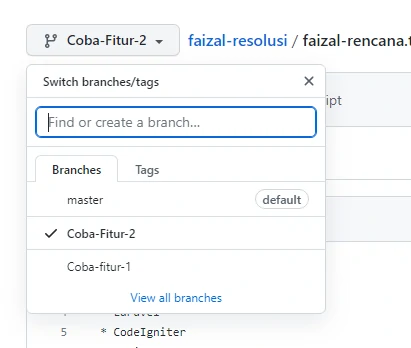 Coba-Fitur-2
faizal-resolusi / faizal-rencana.t
Switch branches/tags
ipt
Find or create a branch...
Branches
Tags
master
default
Coba-Fitur-2
Coba-fitur-1
View all branches
5 * CodeIgniter